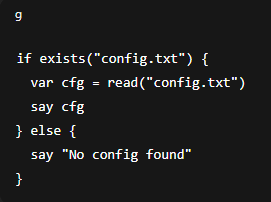 g
if exists("config.txt") {
  var cfg = read("config.txt")
  say cfg
} else {
  say "No config found"
}